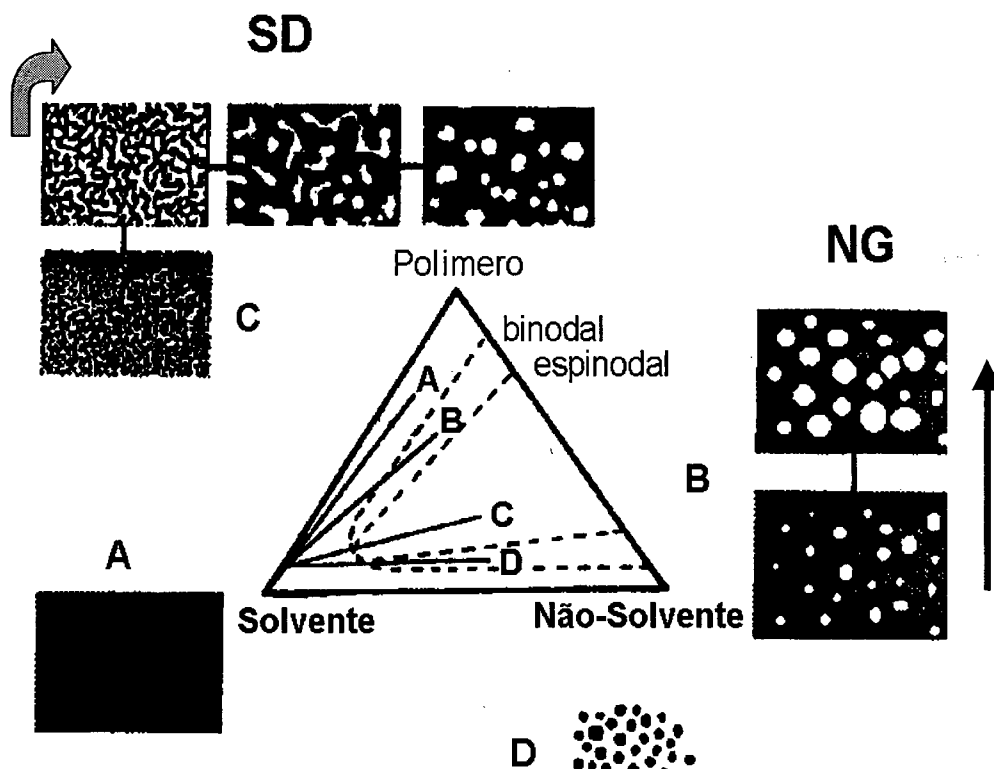 SD
C
Polimero
NG
binodal
espinodal
A
B
C
D
B
A
Solvente
Não-Solvente
D